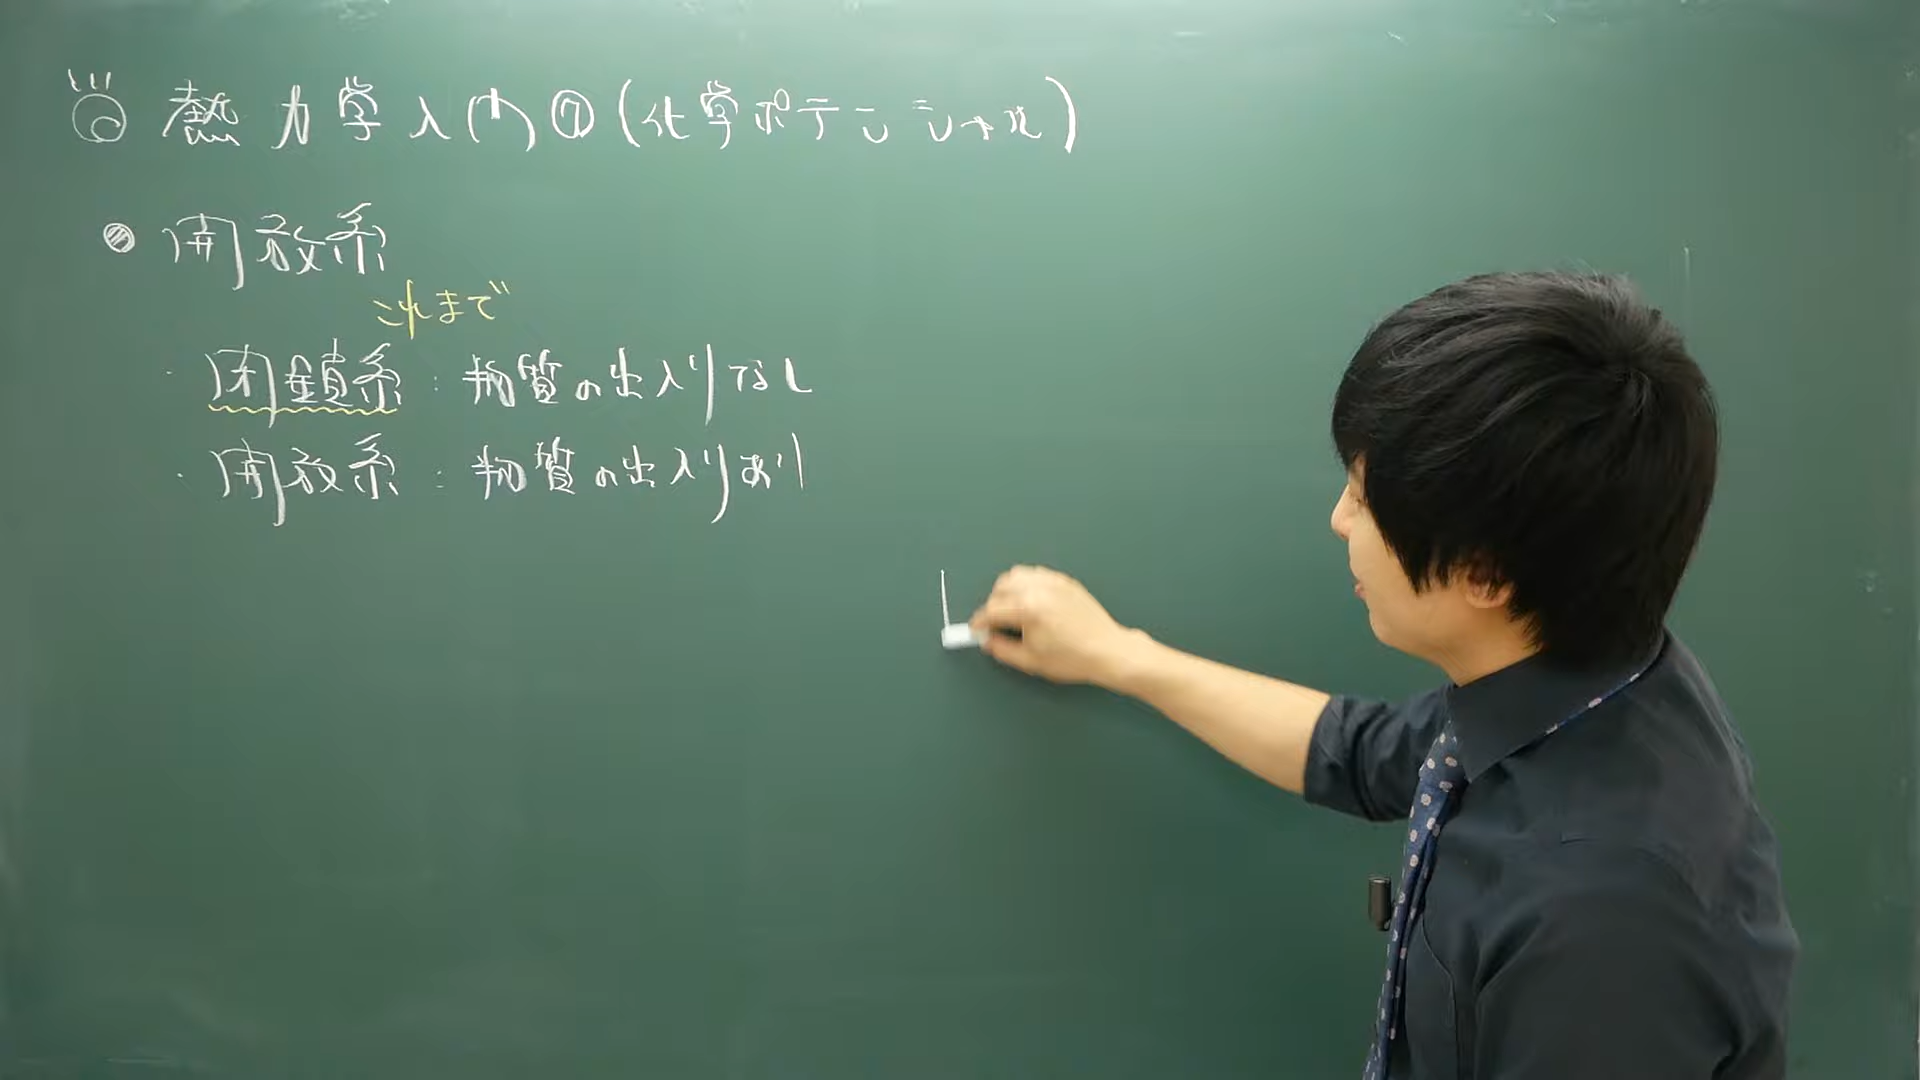 熱力学入門⑦(化学ポテンシャル)
開放系
これまで
・閉鎖系:物質の出入りなし
・開放系:物質の出入りあり